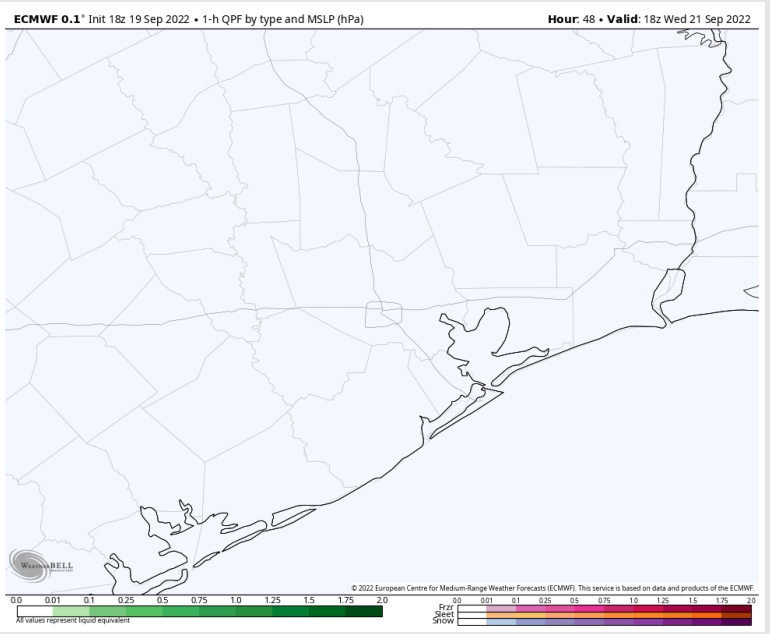 ECMWF 0.1° Init 18z 19 Sep 2022 • 1-h QPF by type and MSLP (hPa)
Hour: 48 • Valid: 18z Wed 21 Sep 2022
WEATHERBELL
© 2022 European Centre for Medium-Range Weather Forecasts (ECMWF). This service is based on data and products of the ECMWF.
0.0 0.01 0.1 0.25 0.5 0.75 1.0 1.25 1.5 1.75 2.0
All values represent liquid equivalent
0.0 0.01 0.1 0.25 0.5 0.75 1.0 1.25 1.5 1.75 2.0
Frzr
Sleet
Snow